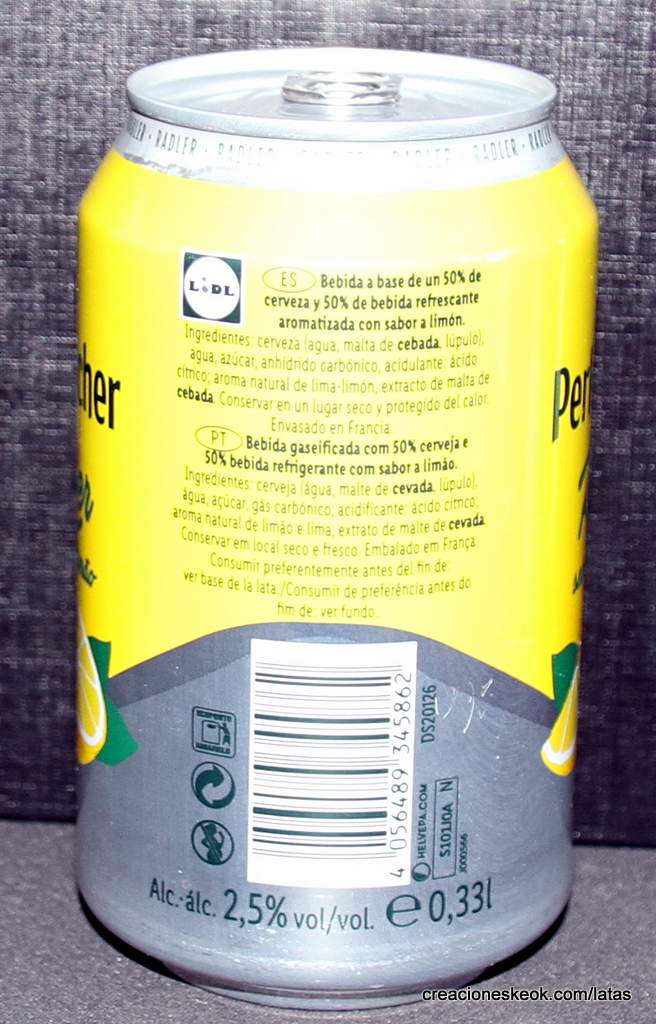 RADLER · RADLER · RADLER · RADLER
LiDL
ES Bebida a base de un 50% de
cerveza y 50% de bebida refrescante
aromatizada con sabor a limón.
Ingredientes: cerveza (agua, malta de cebada, lúpulo),
agua, azúcar, anhídrido carbónico, acidulante: ácido
cítrico; aroma natural de lima-limón, extracto de malta de
cebada. Conservar en un lugar seco y protegido del calor.
Envasado en Francia.
cher
Per
PT Bebida gaseificada com 50% cerveja e
50% bebida refrigerante com sabor a limão.
Ingredientes: cerveja (água, malte de cevada, lúpulo),
água, açúcar, gás carbónico, acidificante: ácido cítrico;
aroma natural de limão e lima, extrato de malte de cevada.
Conservar em local seco e fresco. Embalado em França.
Consumir preferentemente antes del fin de:
ver base de la lata./Consumir de preferência antes do
fim de: ver fundo.
AMARILLO
4 056489 345862
DS20126
HELVEPA.COM
S101J0A N
J000566
Alc.-álc. 2,5% vol/vol. e 0,33l
creacioneskeok.com/latas